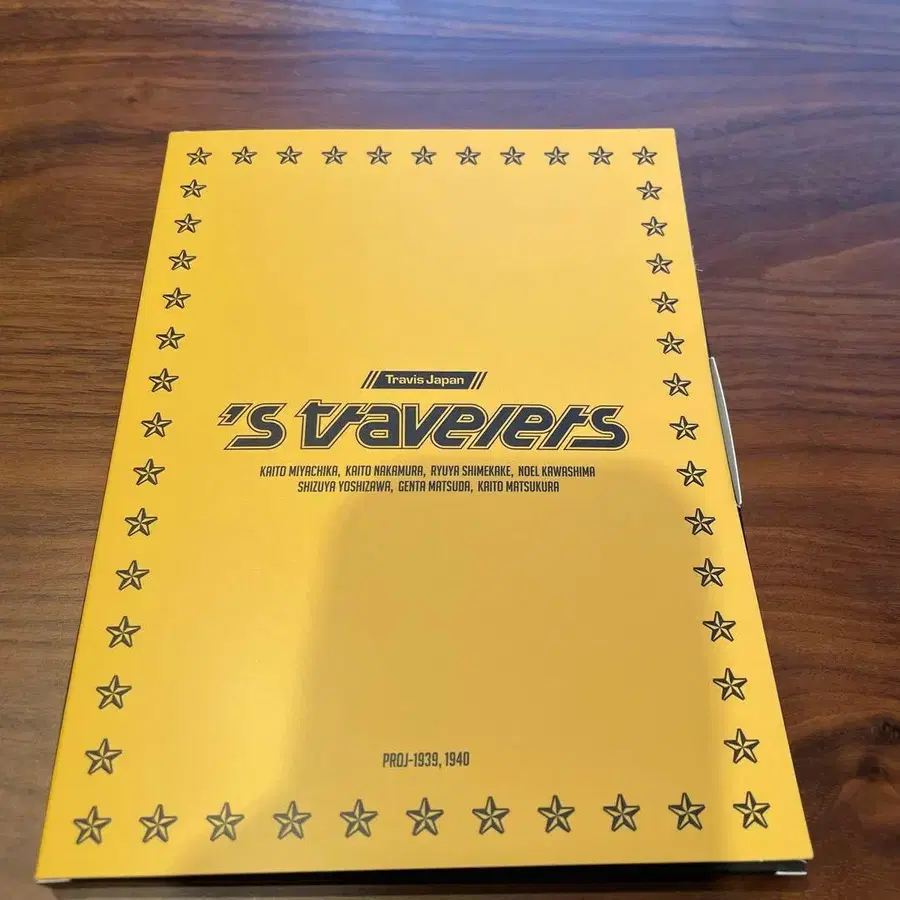 Travis Japan
's travelers
KAITO MIYACHIKA, KAITO NAKAMURA, RYUYA SHIMEKAKE, NOEL KAWASHIMA
SHIZUYA YOSHIZAWA, GENTA MATSUDA, KAITO MATSUKURA
PROJ-1939, 1940